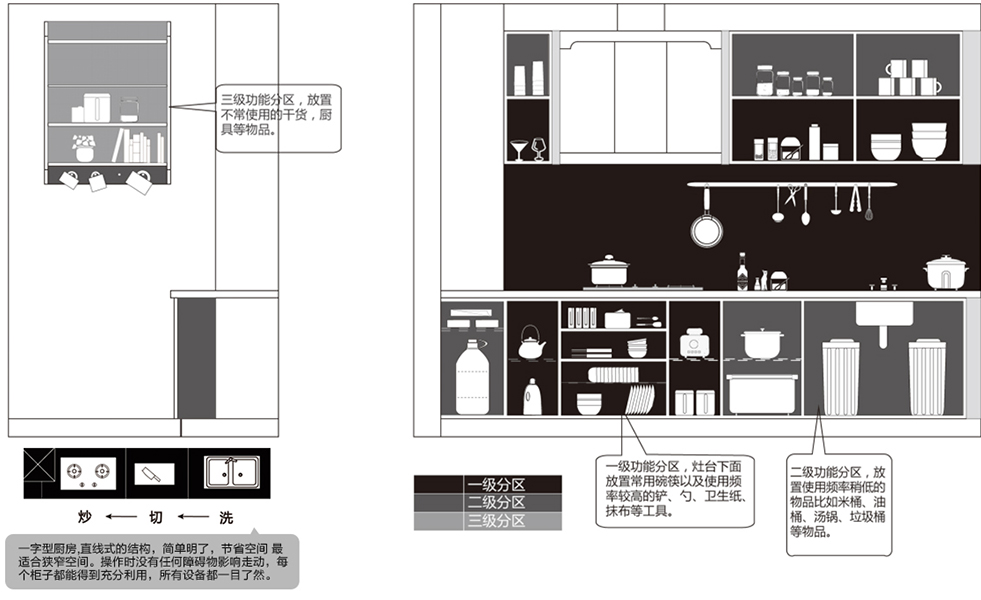 三级功能分区，放置
不常使用的干货，厨
具等物品。
炒 切 洗
一字型厨房,直线式的结构，简单明了，节省空间 最
适合狭窄空间。操作时没有任何障碍物影响走动，每
个柜子都能得到充分利用，所有设备都一目了然。
一级分区
二级分区
三级分区
一级功能分区，灶台下面
放置常用碗筷以及使用频
率较高的铲、勺、卫生纸、
抹布等工具。
二级功能分区，放
置使用频率稍低的
物品比如米桶、油
桶、汤锅、垃圾桶
等物品。